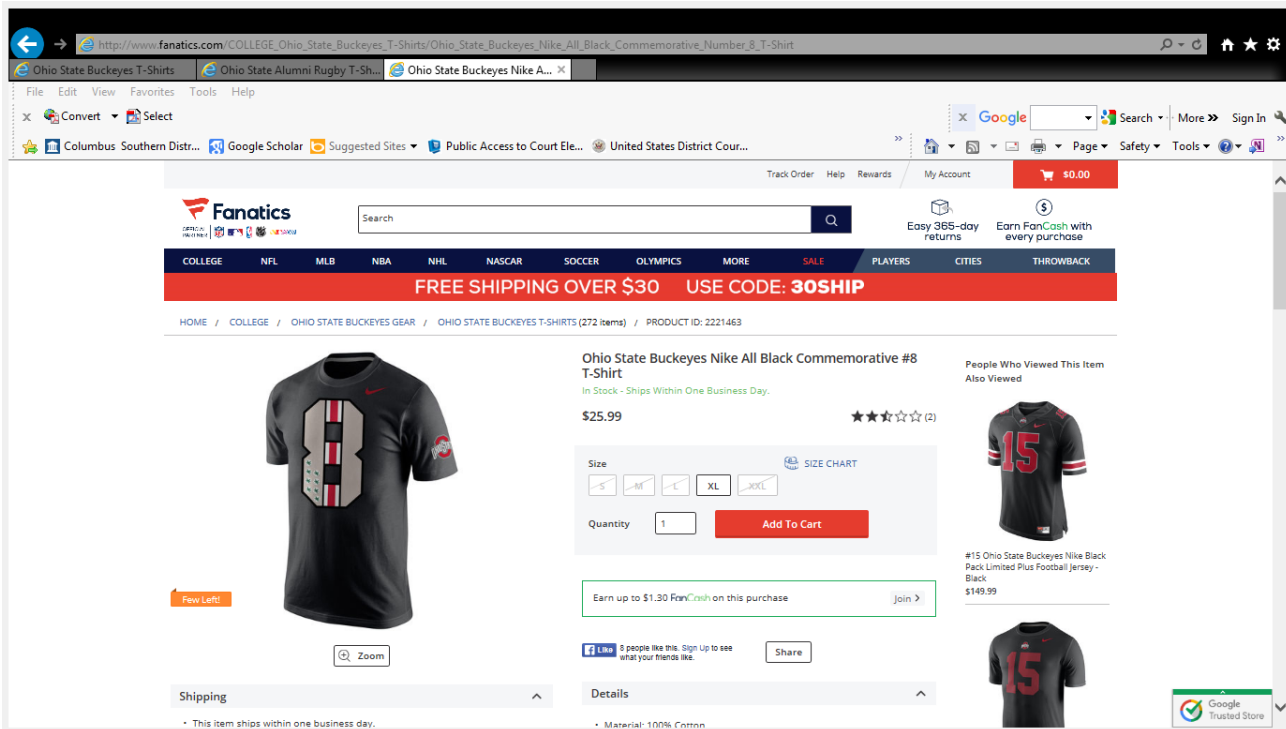 http://www.fanatics.com/COLLEGE_Ohio_State_Buckeyes_T-Shirts/Ohio_State_Buckeyes_Nike_All_Black_Commemorative_Number_8_T-Shirt
Ohio State Buckeyes T-Shirts Ohio State Alumni Rugby T-Sh... Ohio State Buckeyes Nike A... ×
File Edit View Favorites Tools Help
x Convert Select
x Google Search More » Sign In
Columbus Southern Distr... Google Scholar Suggested Sites Public Access to Court Ele... United States District Cour... » Page Safety Tools »
Track Order Help Rewards My Account $0.00
Fanatics
OFFICIAL PARTNER
Search
Easy 365-day returns
Earn FanCash with every purchase
COLLEGE NFL MLB NBA NHL NASCAR SOCCER OLYMPICS MORE SALE PLAYERS CITIES THROWBACK
FREE SHIPPING OVER $30 USE CODE: 30SHIP
HOME / COLLEGE / OHIO STATE BUCKEYES GEAR / OHIO STATE BUCKEYES T-SHIRTS (272 items) / PRODUCT ID: 2221463
8
Few Left!
Zoom
Shipping
• This item ships within one business day.
Ohio State Buckeyes Nike All Black Commemorative #8
T-Shirt
In Stock - Ships Within One Business Day.
$25.99 (2)
Size SIZE CHART
S M L XL XXL
Quantity 1 Add To Cart
Earn up to $1.30 FanCash on this purchase Join >
Like 8 people like this. Sign Up to see
what your friends like.
Share
Details
• Material: 100% Cotton
People Who Viewed This Item
Also Viewed
15
#15 Ohio State Buckeyes Nike Black
Pack Limited Plus Football Jersey -
Black
$149.99
15
Google
Trusted Store